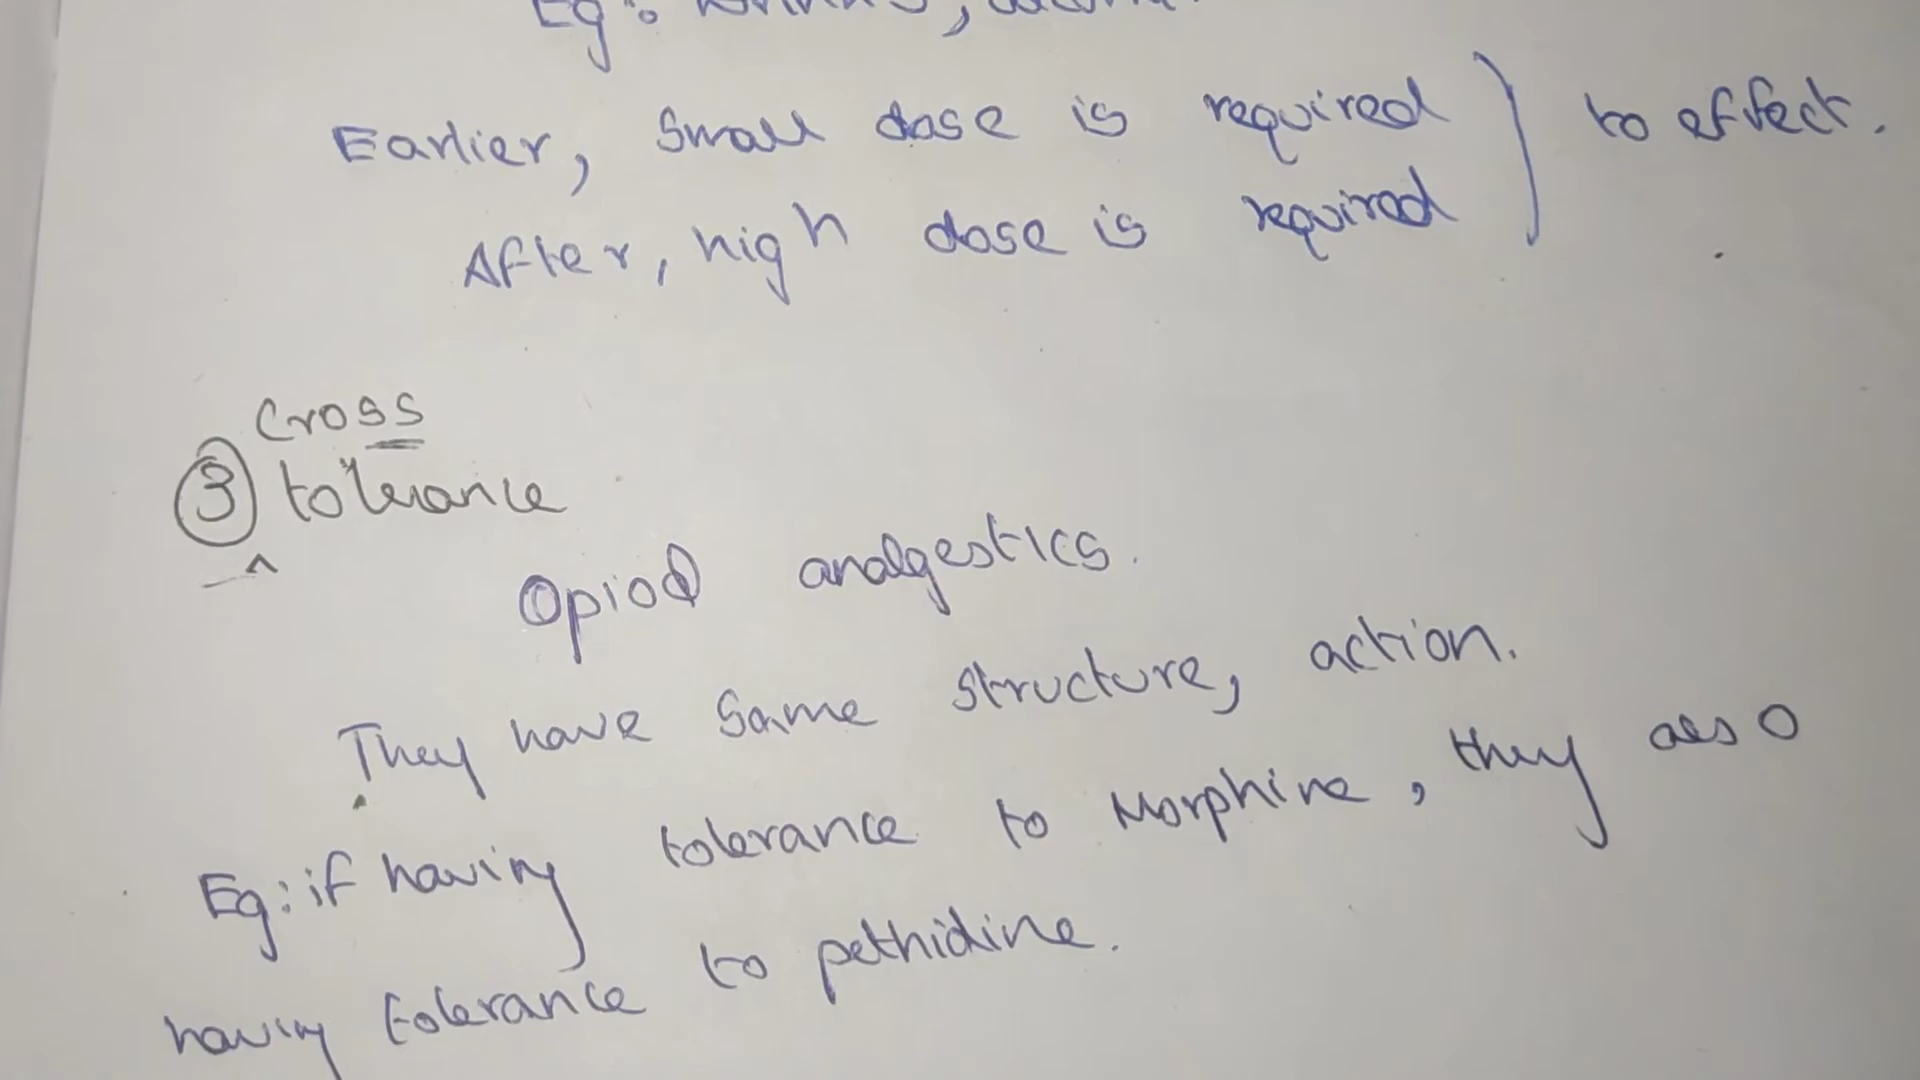 Eg:
Earlier, Small dose is required } to effect.
After, high dose is required
Cross
③ tolerance
Opiod analgestics.
They have Same structure, action.
Eg: if having tolerance to Morphine, they also
having tolerance to pethidine.